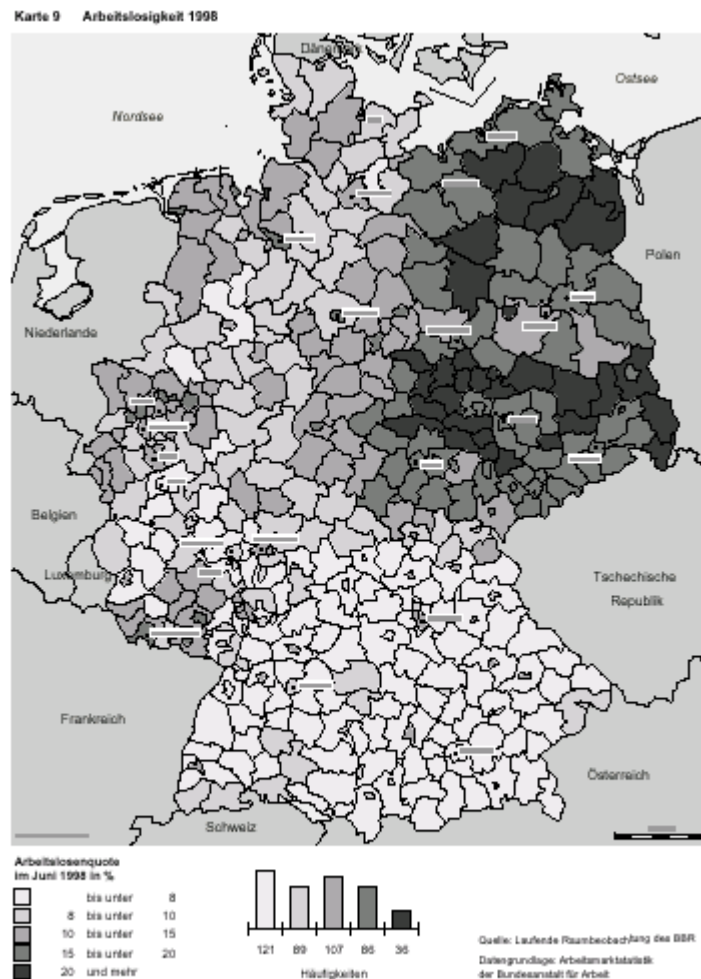 Karte 9 Arbeitslosigkeit 1998
Dänemark
Ostsee
Nordsee
Polen
Niederlande
Belgien
Luxemburg
Tschechische
Republik
Frankreich
Österreich
Schweiz
Arbeitslosenquote
im Juni 1998 in %
bis unter 8
8 bis unter 10
10 bis unter 15
15 bis unter 20
20 und mehr
121 89 107 86 36
Häufigkeiten
Quelle: Laufende Raumbeobachtung des BBR
Datengrundlage: Arbeitsmarktstatistik
der Bundesanstalt für Arbeit